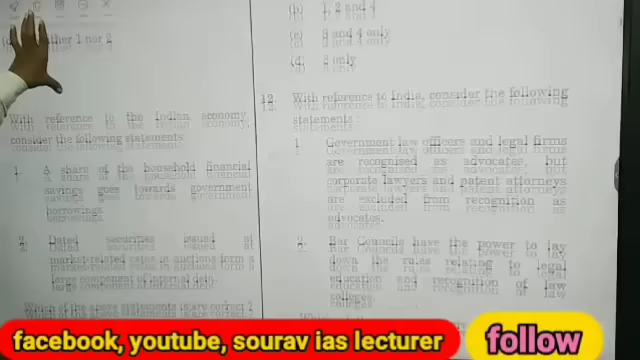 ther 1 nor 2
With reference to the Indian economy,
consider the following statements
1. A share of the household financial
savings goes towards government
borrowings
2. Dated securities issued at
market-related rates in auctions form a
large component of internal debt
Which of the above statements is/are correct?
(b) 1, 2 and 4
(c) 3 and 4 only
(d) 3 only
12. With reference to India, consider the following
statements :
1. Government law officers and legal firms
are recognised as advocates, but
corporate lawyers and patent attorneys
are excluded from recognition as
advocates.
2. Bar Councils have the power to lay
down the rules relating to legal
education and recognition of law
colleges.
facebook, youtube, sourav ias lecturer
follow